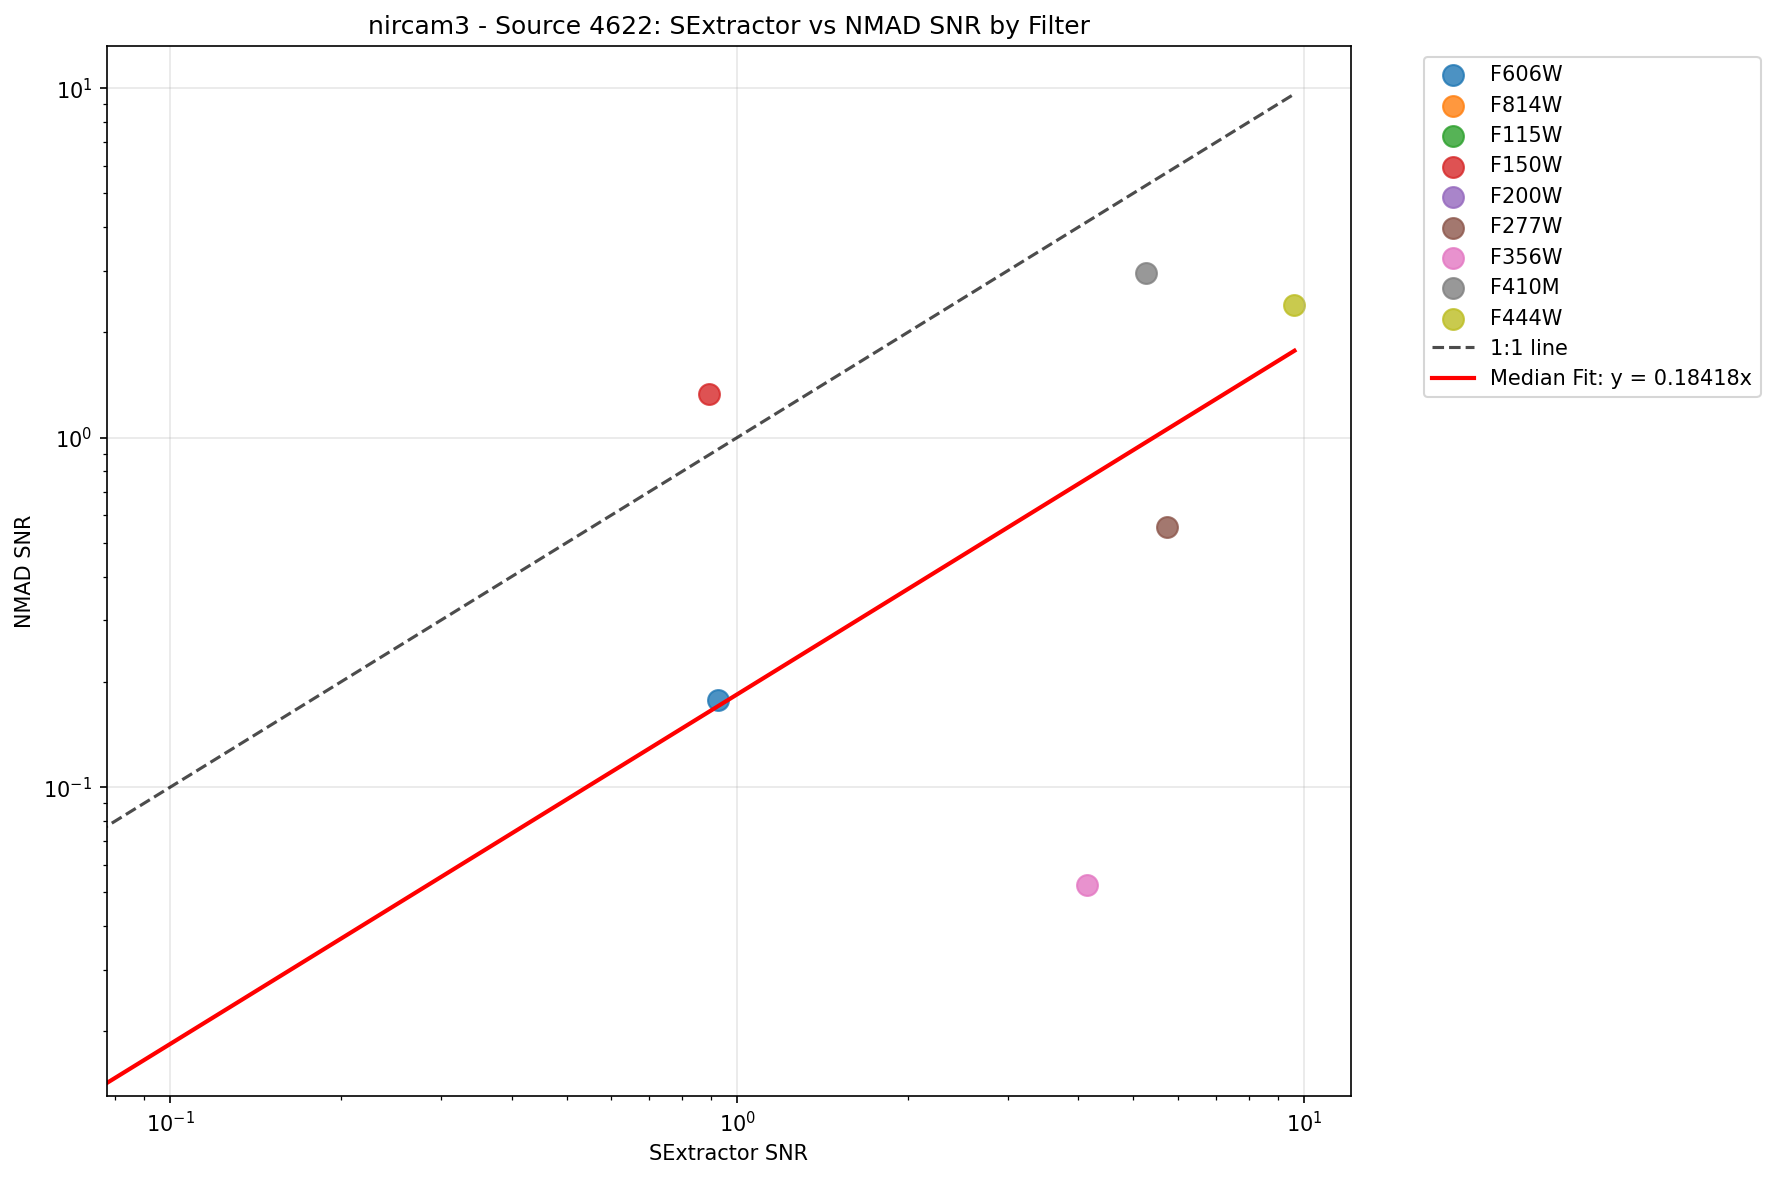 nircam3 - Source 4622: SExtractor vs NMAD SNR by Filter
NMAD SNR
10¹
10⁰
10⁻¹
10⁻¹
10⁰
10¹
SExtractor SNR
F606W
F814W
F115W
F150W
F200W
F277W
F356W
F410M
F444W
1:1 line
Median Fit: y = 0.18418x